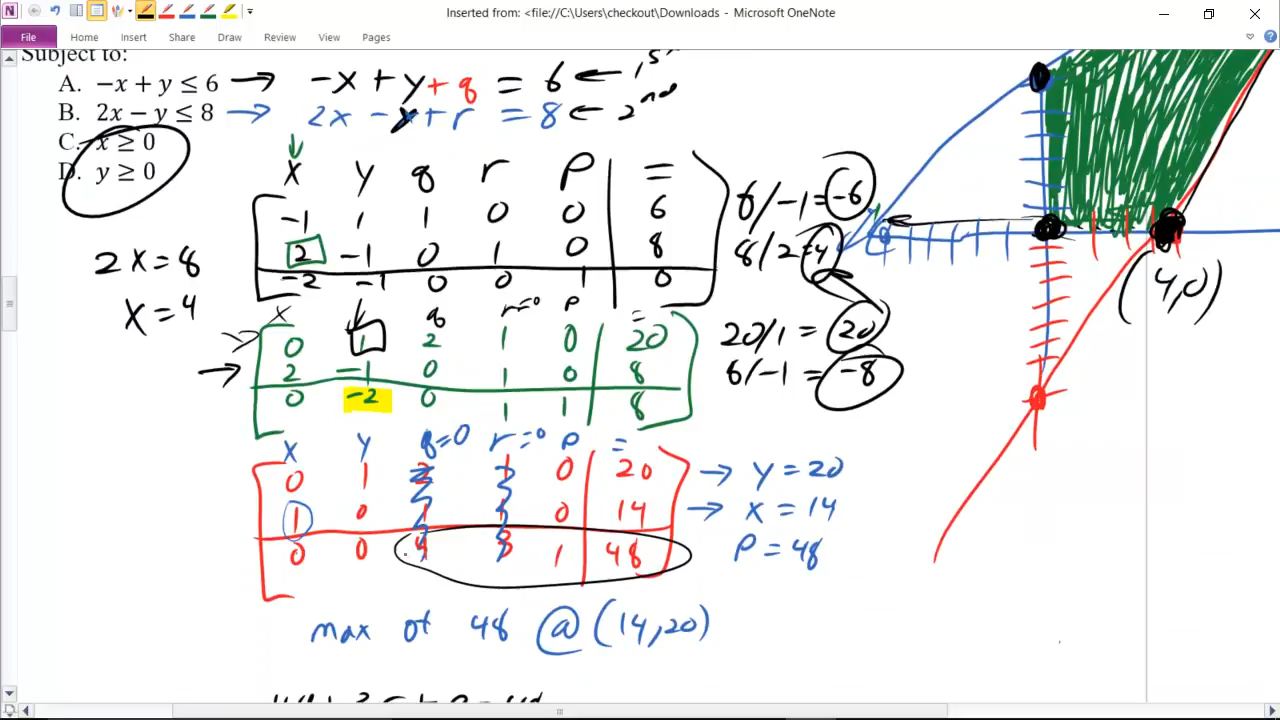 Inserted from: <file://C:\Users\checkout\Downloads - Microsoft OneNote
File Home Insert Share Draw Review View Pages
Subject to:
A. −x + y ≤ 6 → -x + y + q = 6 ← 1st
B. 2x − y ≤ 8 → 2x - y + r = 8 ← 2nd
C. x ≥ 0
D. y ≥ 0
x y q r P =
-1 1 1 0 0 6
2 -1 0 1 0 8
-2 -1 0 0 1 0
6/-1 = -6
8/2 = 4
2x = 8
x = 4
x q r=0 P =
0 1 2 1 0 20
2 -1 0 1 0 8
0 -2 0 1 1 8
20/1 = 20
6/-1 = -8
(4,0)
x y q=0 r=0 P =
0 1 2 1 0 20 → y = 20
1 0 1 1 0 14 → x = 14
0 0 4 3 1 48 P = 48
max of 48 @ (14,20)